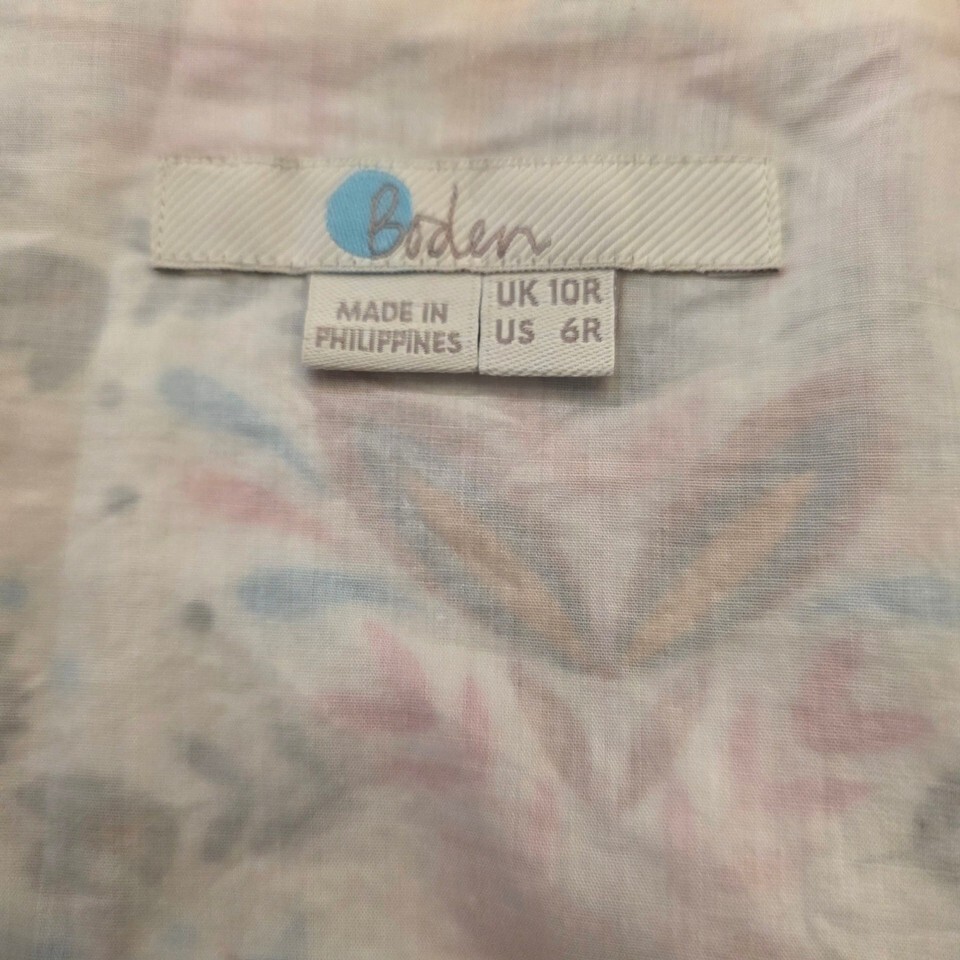 Boden
MADE IN
PHILIPPINES
UK 10R
US 6R